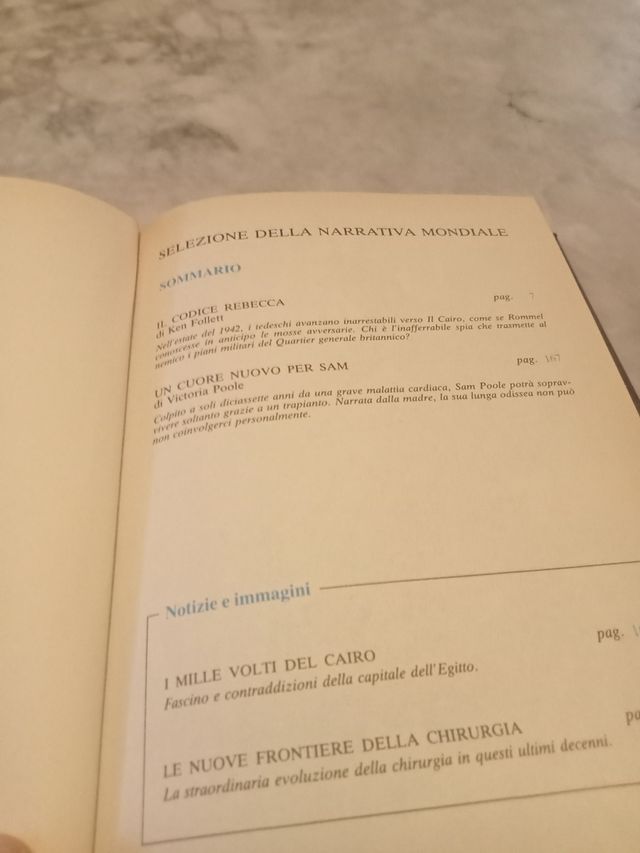 SELEZIONE DELLA NARRATIVA MONDIALE
SOMMARIO
IL CODICE REBECCA pag. 7
di Ken Follett
Nell'estate del 1942, i tedeschi avanzano inarrestabili verso Il Cairo, come se Rommel
conoscesse in anticipo le mosse avversarie. Chi è l'inafferrabile spia che trasmette al
nemico i piani militari del Quartier generale britannico?
UN CUORE NUOVO PER SAM pag. 167
di Victoria Poole
Colpito a soli diciassette anni da una grave malattia cardiaca, Sam Poole potrà soprav-
vivere soltanto grazie a un trapianto. Narrata dalla madre, la sua lunga odissea non può
non coinvolgerci personalmente.
Notizie e immagini
I MILLE VOLTI DEL CAIRO pag.
Fascino e contraddizioni della capitale dell'Egitto.
LE NUOVE FRONTIERE DELLA CHIRURGIA
La straordinaria evoluzione della chirurgia in questi ultimi decenni.